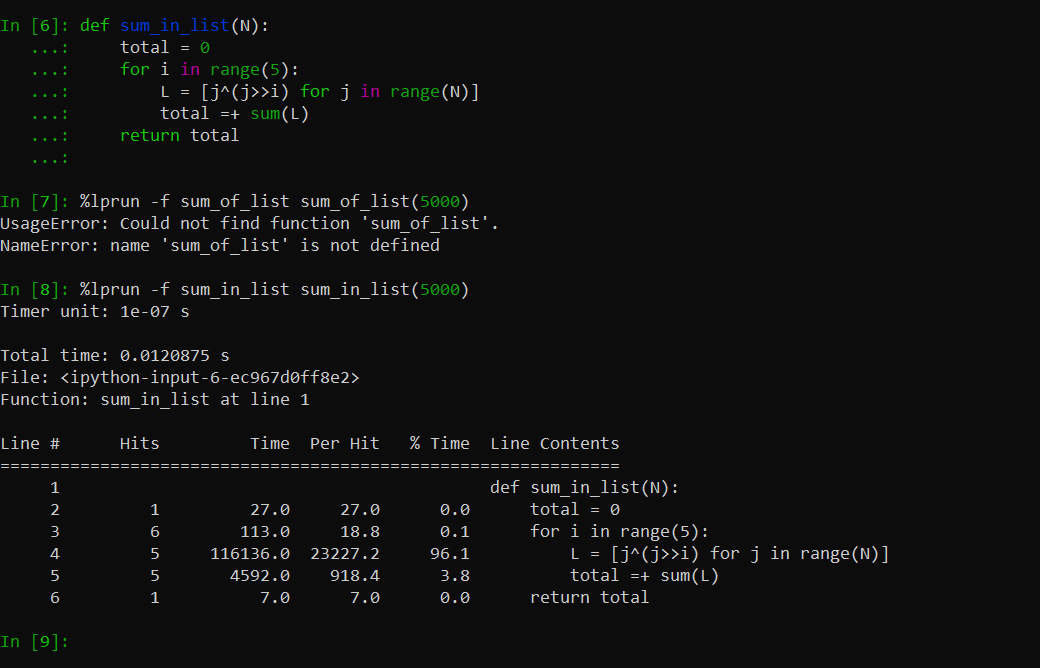 In [6]: def sum_in_list(N):
   ...:     total = 0
   ...:     for i in range(5):
   ...:         L = [j^(j>>i) for j in range(N)]
   ...:         total =+ sum(L)
   ...:     return total
   ...:
In [7]: %lprun -f sum_of_list sum_of_list(5000)
UsageError: Could not find function 'sum_of_list'.
NameError: name 'sum_of_list' is not defined
In [8]: %lprun -f sum_in_list sum_in_list(5000)
Timer unit: 1e-07 s
Total time: 0.0120875 s
File: <ipython-input-6-ec967d0ff8e2>
Function: sum_in_list at line 1
Line #      Hits         Time  Per Hit   % Time  Line Contents
==============================================================
     1                                           def sum_in_list(N):
     2         1         27.0     27.0      0.0      total = 0
     3         6        113.0     18.8      0.1      for i in range(5):
     4         5     116136.0  23227.2     96.1          L = [j^(j>>i) for j in range(N)]
     5         5       4592.0    918.4      3.8          total =+ sum(L)
     6         1          7.0      7.0      0.0      return total
In [9]: